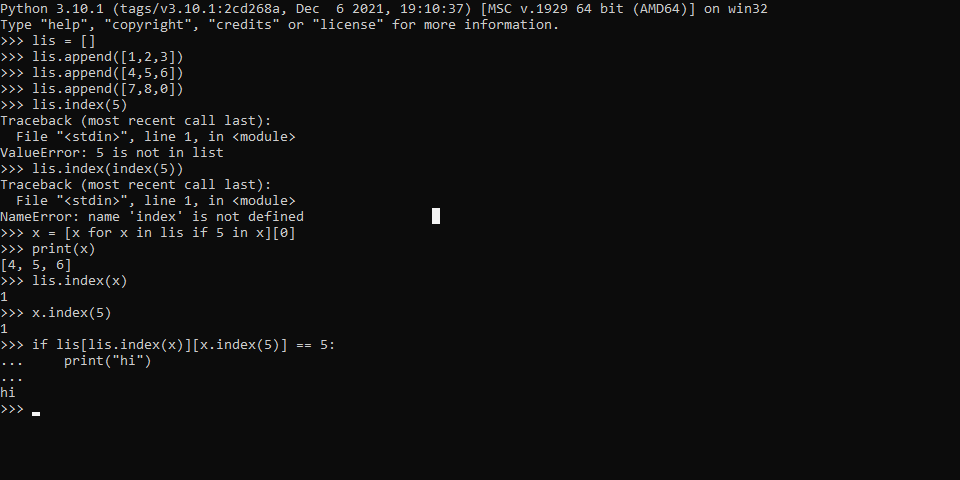 Python 3.10.1 (tags/v3.10.1:2cd268a, Dec  6 2021, 19:10:37) [MSC v.1929 64 bit (AMD64)] on win32
Type "help", "copyright", "credits" or "license" for more information.
>>> lis = []
>>> lis.append([1,2,3])
>>> lis.append([4,5,6])
>>> lis.append([7,8,0])
>>> lis.index(5)
Traceback (most recent call last):
  File "<stdin>", line 1, in <module>
ValueError: 5 is not in list
>>> lis.index(index(5))
Traceback (most recent call last):
  File "<stdin>", line 1, in <module>
NameError: name 'index' is not defined
>>> x = [x for x in lis if 5 in x][0]
>>> print(x)
[4, 5, 6]
>>> lis.index(x)
1
>>> x.index(5)
1
>>> if lis[lis.index(x)][x.index(5)] == 5:
...     print("hi")
...
hi
>>>